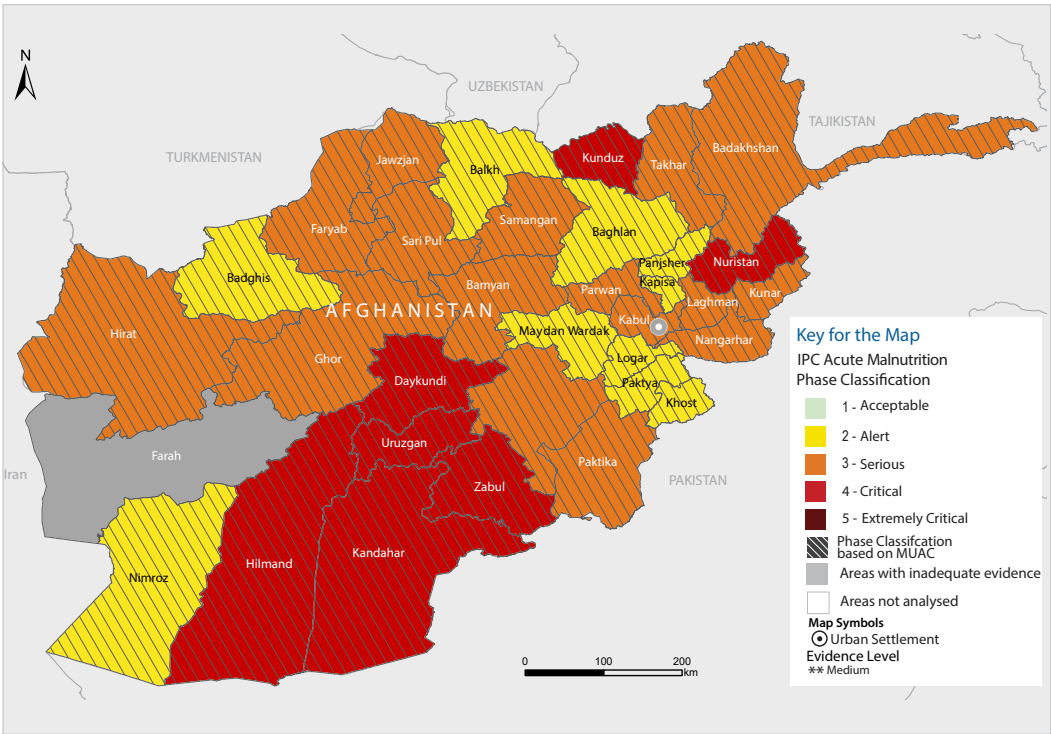 N
UZBEKISTAN
TAJIKISTAN
TURKMENISTAN
Kunduz
Jawzjan
Balkh
Takhar
Badakhshan
Samangan
Faryab
Sari Pul
Baghlan
Panjsher
Nuristan
Badghis
Kapisa
Bamyan
Parwan
Kunar
Laghman
AFGHANISTAN
Kabul
Hirat
Maydan Wardak
Nangarhar
Ghor
Logar
Daykundi
Paktya
Khost
Uruzgan
Farah
Paktika
Iran
PAKISTAN
Zabul
Kandahar
Hilmand
Nimroz
0 100 200
km
Key for the Map
IPC Acute Malnutrition
Phase Classification
1 - Acceptable
2 - Alert
3 - Serious
4 - Critical
5 - Extremely Critical
Phase Classifcation
based on MUAC
Areas with inadequate evidence
Areas not analysed
Map Symbols
Urban Settlement
Evidence Level
** Medium